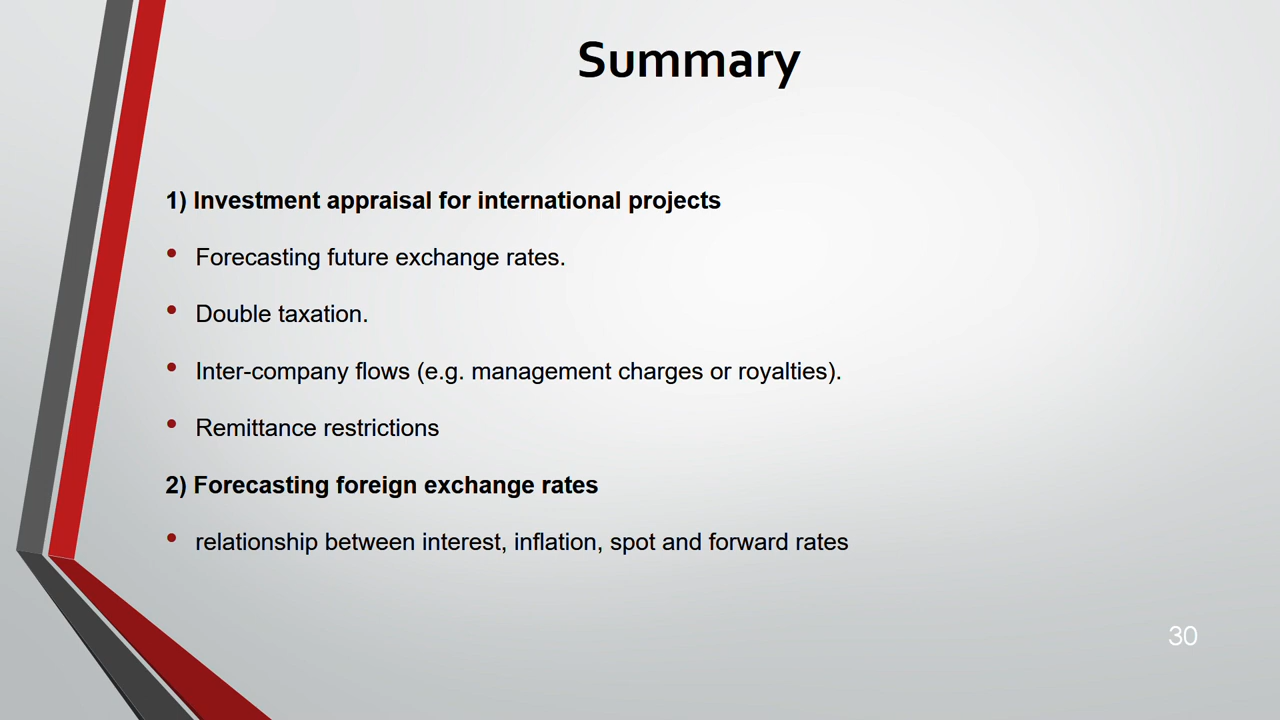 Summary
1) Investment appraisal for international projects
• Forecasting future exchange rates.
• Double taxation.
• Inter-company flows (e.g. management charges or royalties).
• Remittance restrictions
2) Forecasting foreign exchange rates
• relationship between interest, inflation, spot and forward rates
30